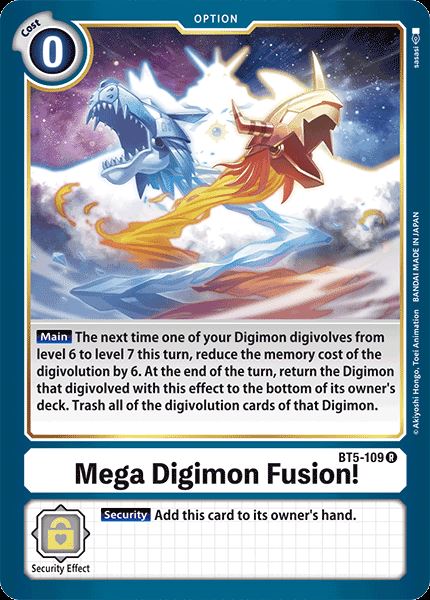 OPTION
Cost
0
sasasi
© Akiyoshi Hongo, Toei Animation BANDAI MADE IN JAPAN
Main The next time one of your Digimon digivolves from
level 6 to level 7 this turn, reduce the memory cost of the
digivolution by 6. At the end of the turn, return the Digimon
that digivolved with this effect to the bottom of its owner's
deck. Trash all of the digivolution cards of that Digimon.
BT5-109 R
Mega Digimon Fusion!
Security Add this card to its owner's hand.
Security Effect